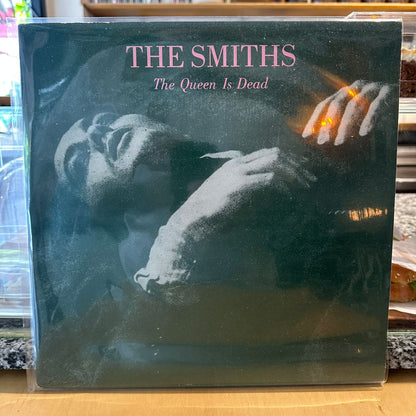 THE SMITHS
The Queen Is Dead